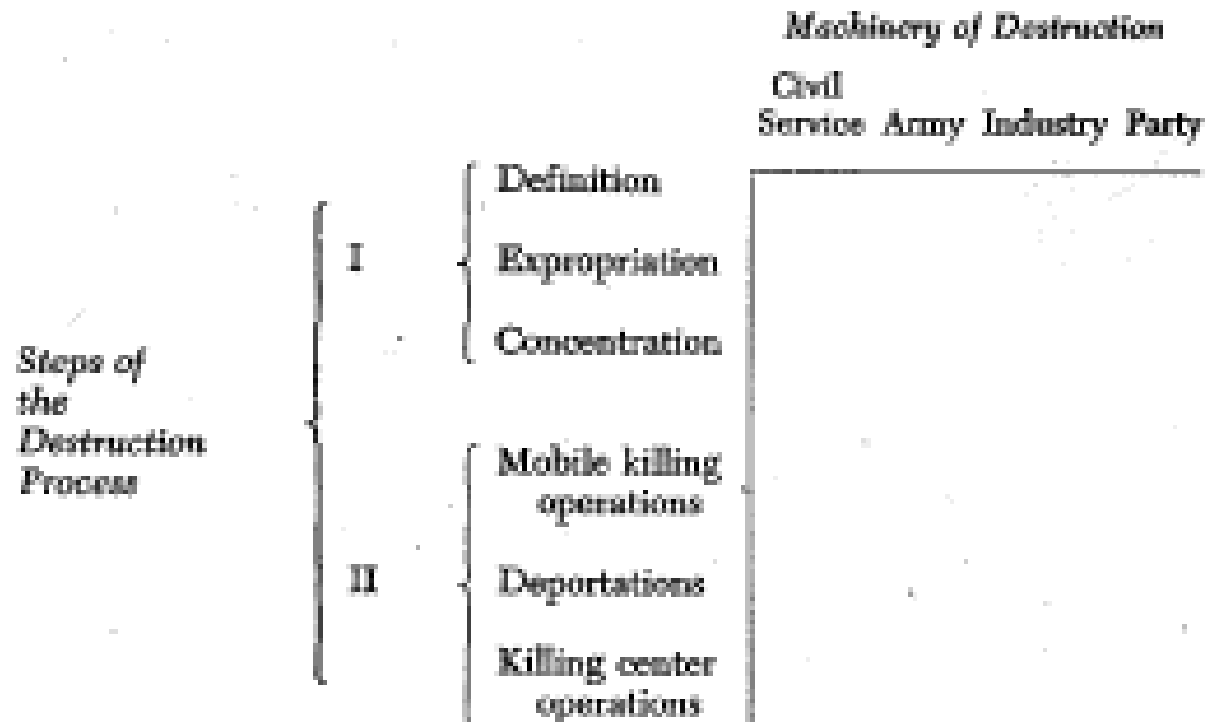 Machinery of Destruction
Civil
Service Army Industry Party
Definition
I
Expropriation
Concentration
Steps of
the
Destruction
Process
Mobile killing
operations
II
Deportations
Killing center
operations